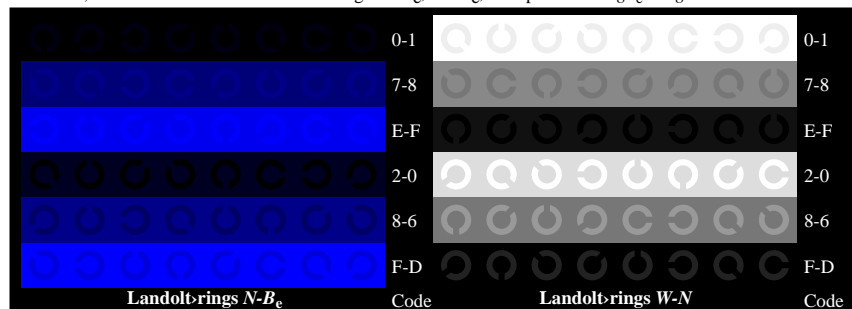 0-1
7-8
E-F
2-0
8-6
F-D
Landolt›rings N-Be
Code
0-1
7-8
E-F
2-0
8-6
F-D
Landolt›rings W-N
Code